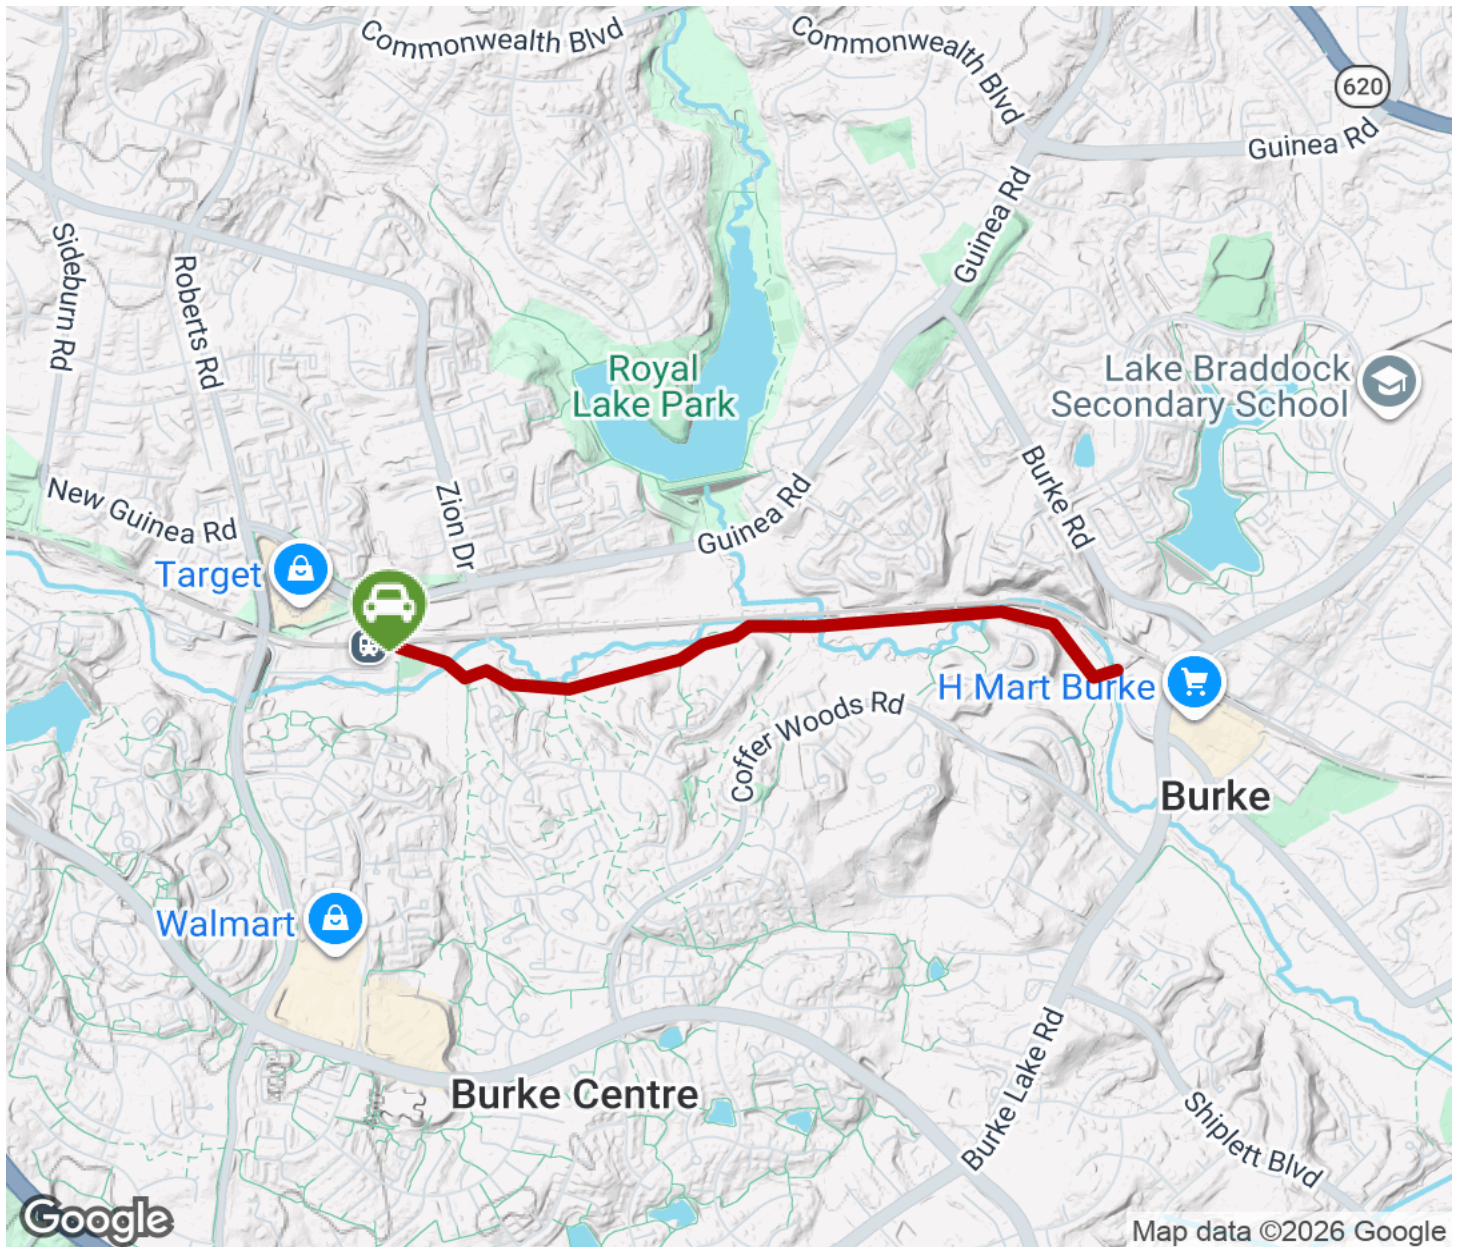 Commonwealth Blvd
Commonwealth Blvd
620
Guinea Rd
Guinea Rd
Sideburn Rd
Roberts Rd
Royal
Lake Park
Lake Braddock
Secondary School
New Guinea Rd
Zion Dr
Guinea Rd
Burke Rd
Target
H Mart Burke
Coffer Woods Rd
Burke
Walmart
Burke Centre
Burke Lake Rd
Shiplett Blvd
Google
Map data ©2026 Google